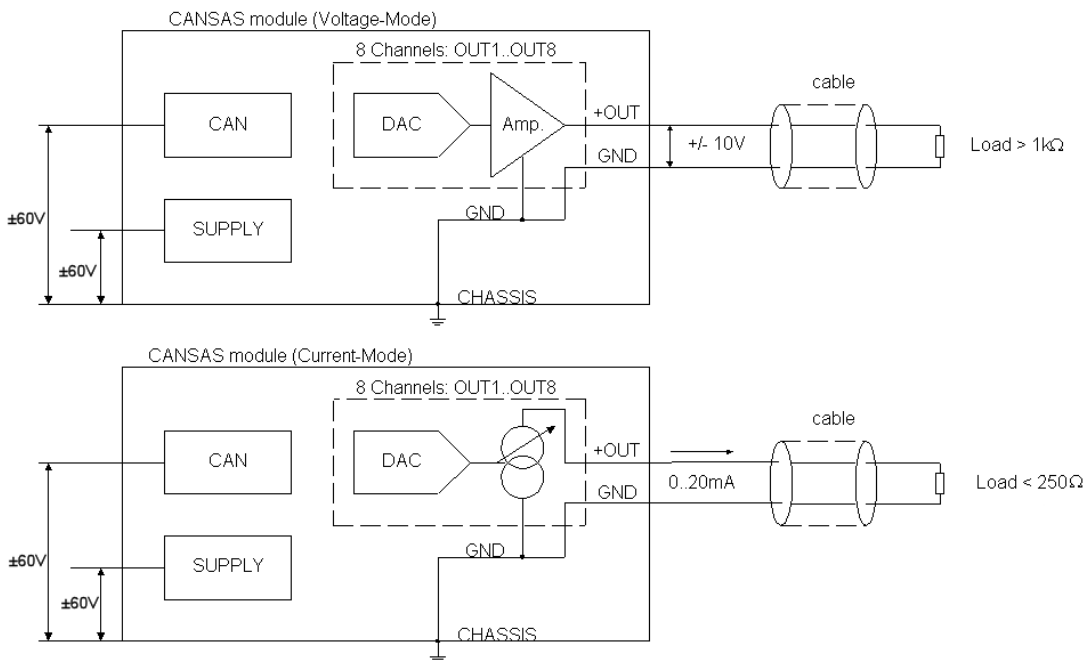 CANSAS module (Voltage-Mode)
8 Channels: OUT1..OUT8
cable
CAN
DAC
Amp.
+OUT
+/- 10V
Load > 1kΩ
GND
±60V
SUPPLY
GND
±60V
CHASSIS
CANSAS module (Current-Mode)
8 Channels: OUT1..OUT8
cable
CAN
DAC
+OUT
0..20mA
Load < 250Ω
GND
±60V
SUPPLY
GND
±60V
CHASSIS